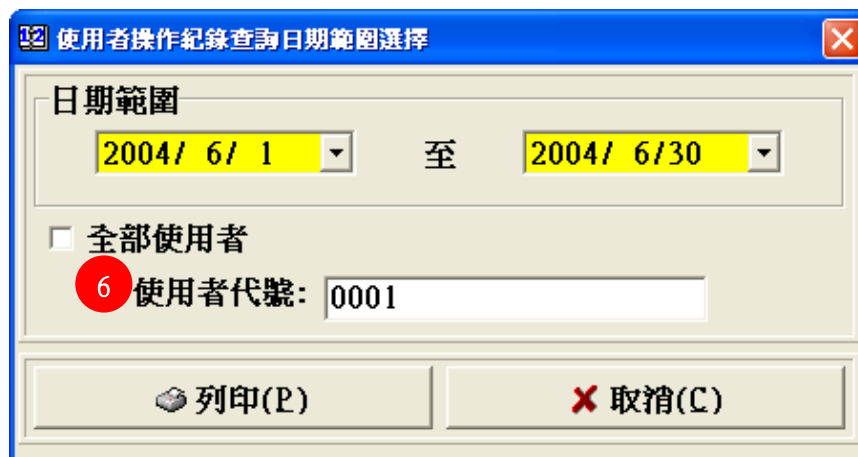 使用者操作紀錄查詢日期範圍選擇
日期範圍
2004/ 6/ 1 至 2004/ 6/30
全部使用者
6 使用者代號: 0001
列印(P) 取消(C)